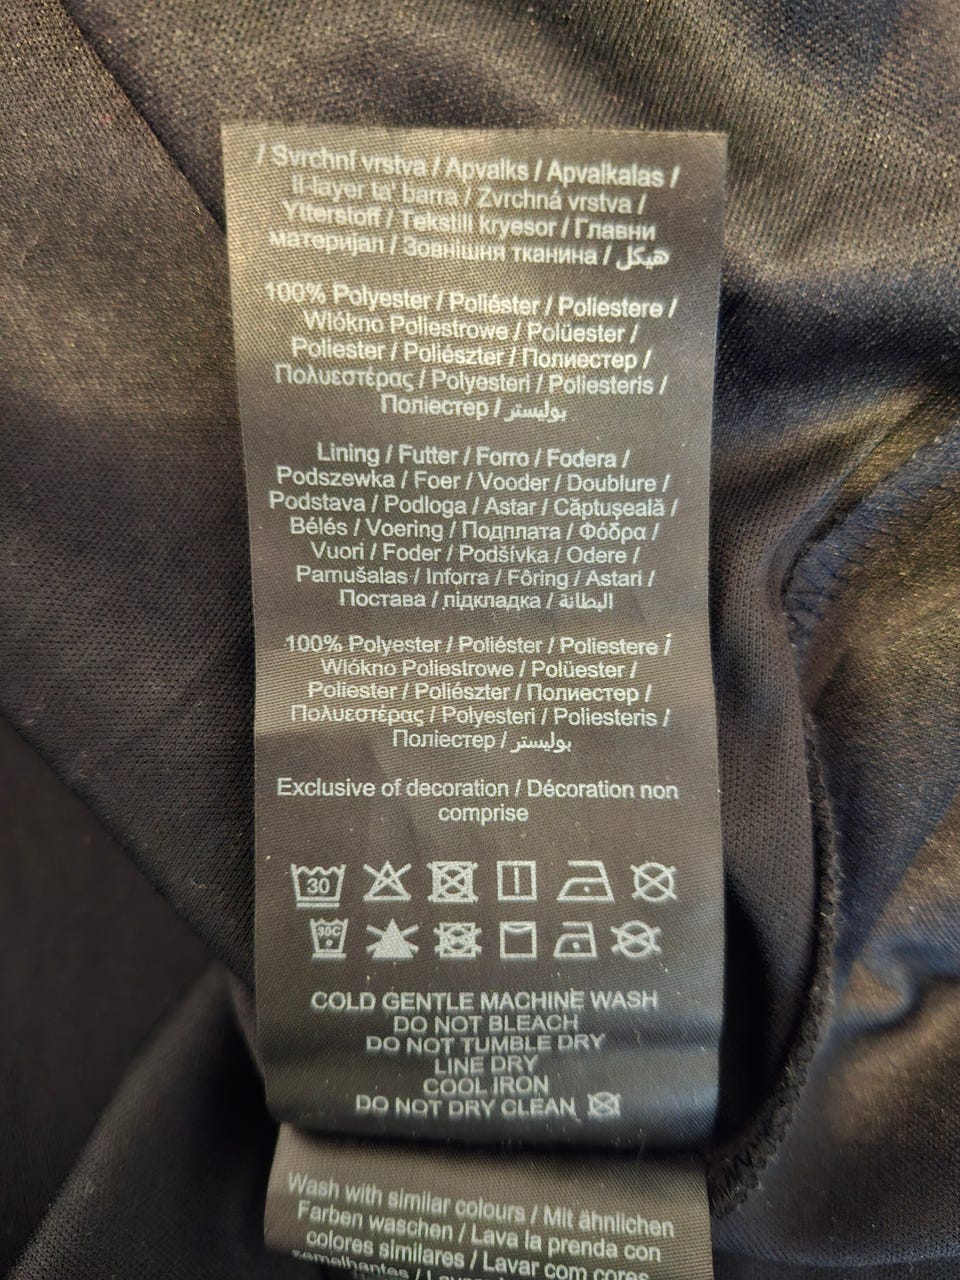 / Svrchní vrstva / Apvalks / Apvalkalas /
Il-layer ta' barra / Zvrchná vrstva /
Ytterstoff / Tekstili kryesor / Главни
материјал / Зовнішня тканина / هيكل
100% Polyester / Poliéster / Poliestere /
Wlókno Poliestrowe / Polüester /
Poliester / Poliészter / Полиестер /
Πολυεστέρας / Polyesteri / Poliesteris /
Поліестер / بوليستر
Lining / Futter / Forro / Fodera /
Podszewka / Foer / Vooder / Doublure /
Podstava / Podloga / Astar / Căptuşeală /
Bélés / Voering / Подплата / Φόδρα /
Vuori / Foder / Podšívka / Odere /
Pamušalas / Inforra / Fôring / Astari /
Постава / підкладка / البطانة
100% Polyester / Poliéster / Poliestere /
Wlókno Poliestrowe / Polüester /
Poliester / Poliészter / Полиестер /
Πολυεστέρας / Polyesteri / Poliesteris /
Поліестер / بوليستر
Exclusive of decoration / Décoration non
comprise
30
30C
COLD GENTLE MACHINE WASH
DO NOT BLEACH
DO NOT TUMBLE DRY
LINE DRY
COOL IRON
DO NOT DRY CLEAN
Wash with similar colours / Mit ähnlichen
Farben waschen / Lava la prenda con
colores similares / Lavar com cores
semelhantes